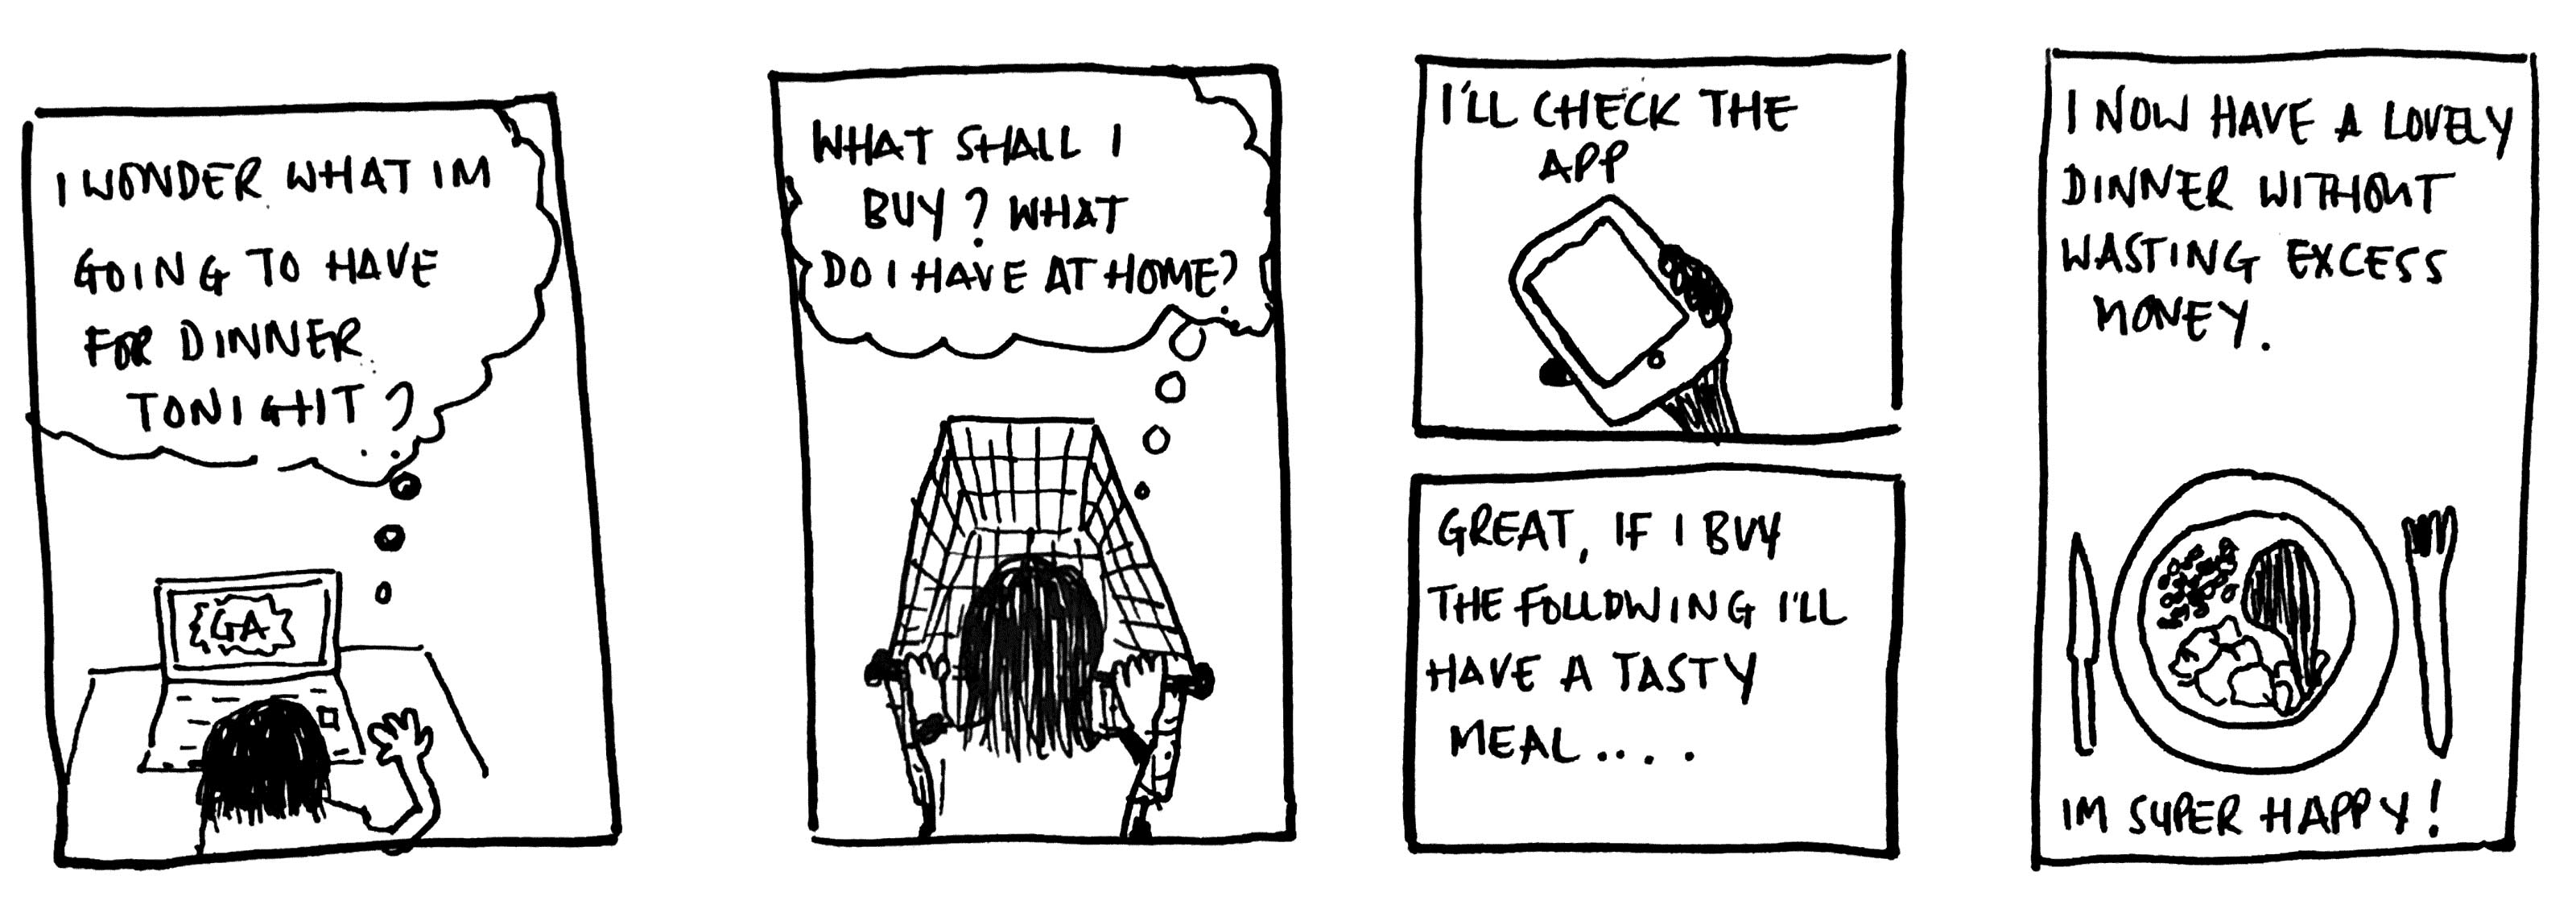 I WONDER WHAT IM
GOING TO HAVE
FOR DINNER
TONIGHT?
GA
WHAT SHALL I
BUY? WHAT
DO I HAVE AT HOME?
I'LL CHECK THE
APP
GREAT, IF I BUY
THE FOLLOWING I'LL
HAVE A TASTY
MEAL....
I NOW HAVE A LOVELY
DINNER WITHOUT
WASTING EXCESS
MONEY.
IM SUPER HAPPY!